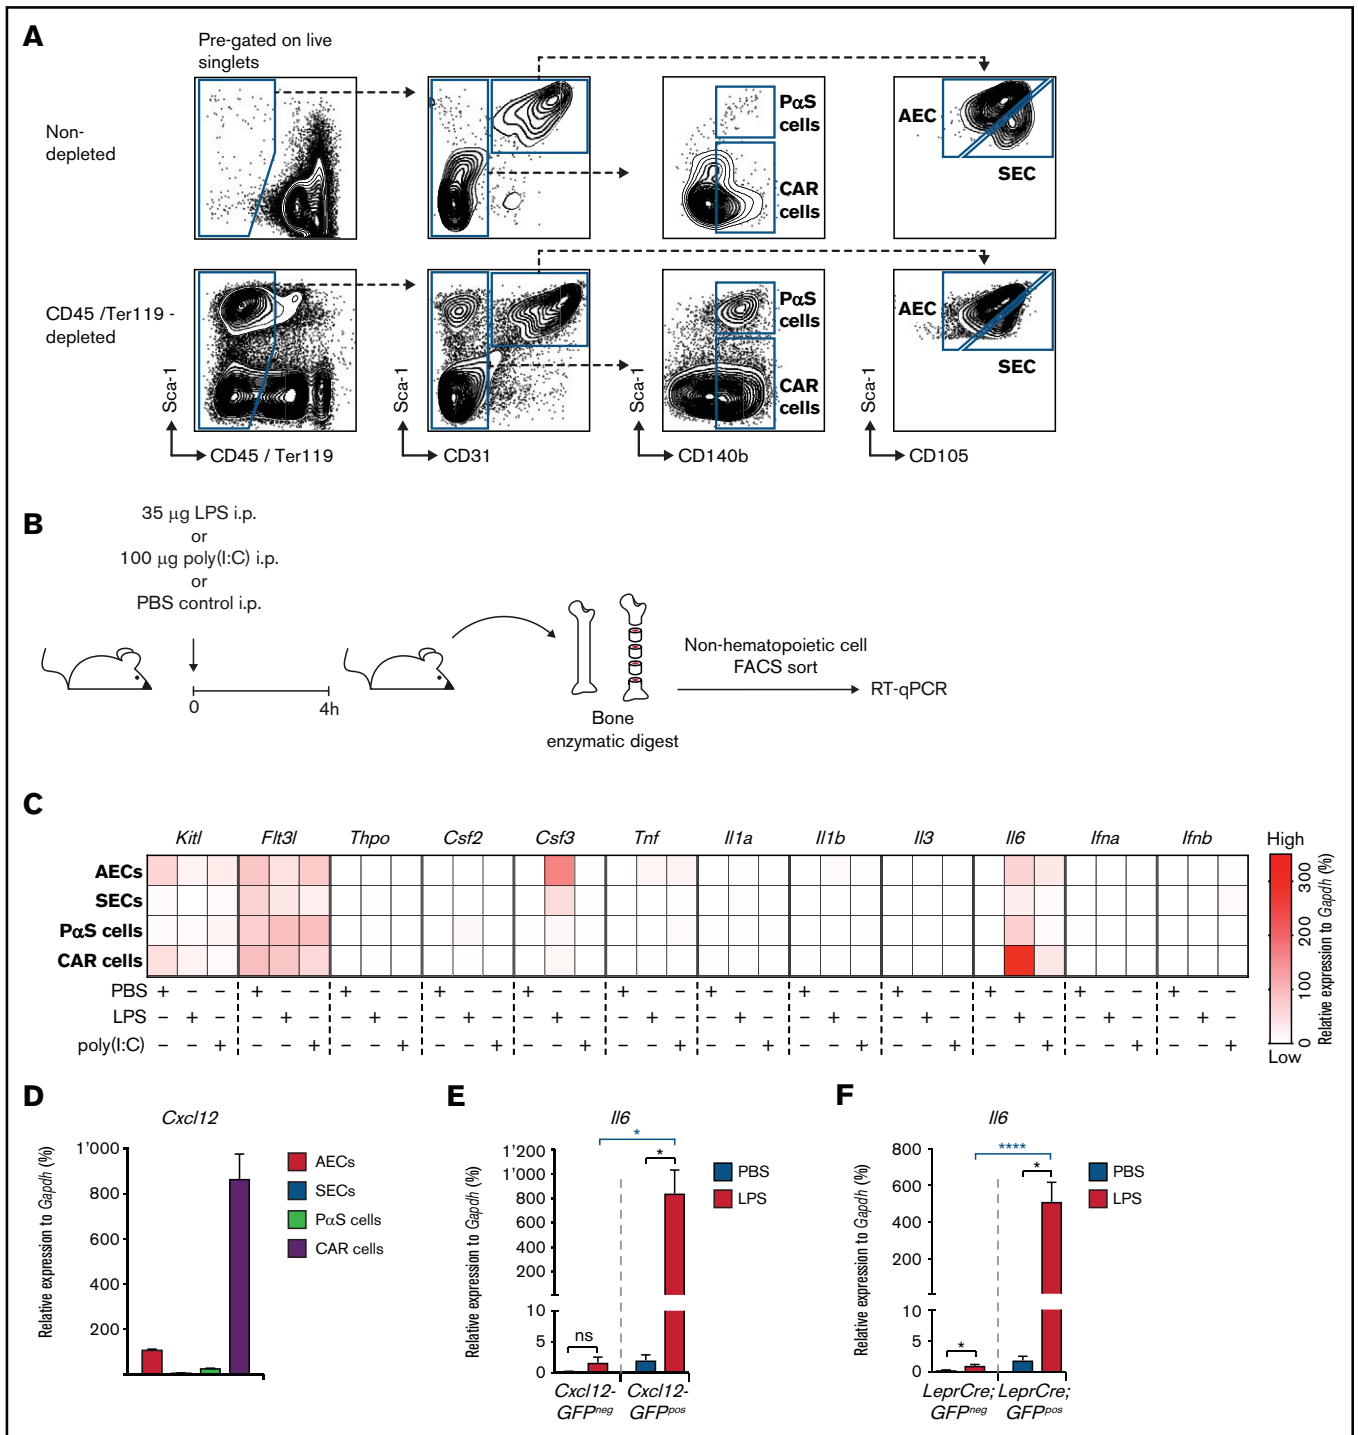 A
Pre-gated on live
singlets
Non-
depleted
PαS
cells
CAR
cells
AEC
SEC
CD45 /Ter119 -
depleted
PαS
cells
CAR
cells
AEC
SEC
Sca-1
CD45 / Ter119
Sca-1
CD31
Sca-1
CD140b
Sca-1
CD105
B
35 μg LPS i.p.
or
100 μg poly(I:C) i.p.
or
PBS control i.p.
0
4h
Bone
enzymatic digest
Non-hematopoietic cell
FACS sort
RT-qPCR
C
Kitl Flt3l Thpo Csf2 Csf3 Tnf Il1a Il1b Il3 Il6 Ifna Ifnb
AECs
SECs
PαS cells
CAR cells
PBS + – – + – – + – – + – – + – – + – – + – – + – – + – – + – – + – – + – –
LPS – + – – + – – + – – + – – + – – + – – + – – + – – + – – + – – + – – + –
poly(I:C) – – + – – + – – + – – + – – + – – + – – + – – + – – + – – + – – + – – +
High
300
200
100
0
Low
Relative expression to Gapdh (%)
D
Cxcl12
Relative expression to Gapdh (%)
1'000
800
600
400
200
AECs
SECs
PαS cells
CAR cells
E
Il6
Relative expression to Gapdh (%)
1'200
1'000
800
600
400
200
10
5
0
ns
*
*
Cxcl12-
GFPneg
Cxcl12-
GFPpos
PBS
LPS
F
Il6
Relative expression to Gapdh (%)
800
600
400
200
10
5
0
*
****
*
LeprCre;
GFPneg
LeprCre;
GFPpos
PBS
LPS